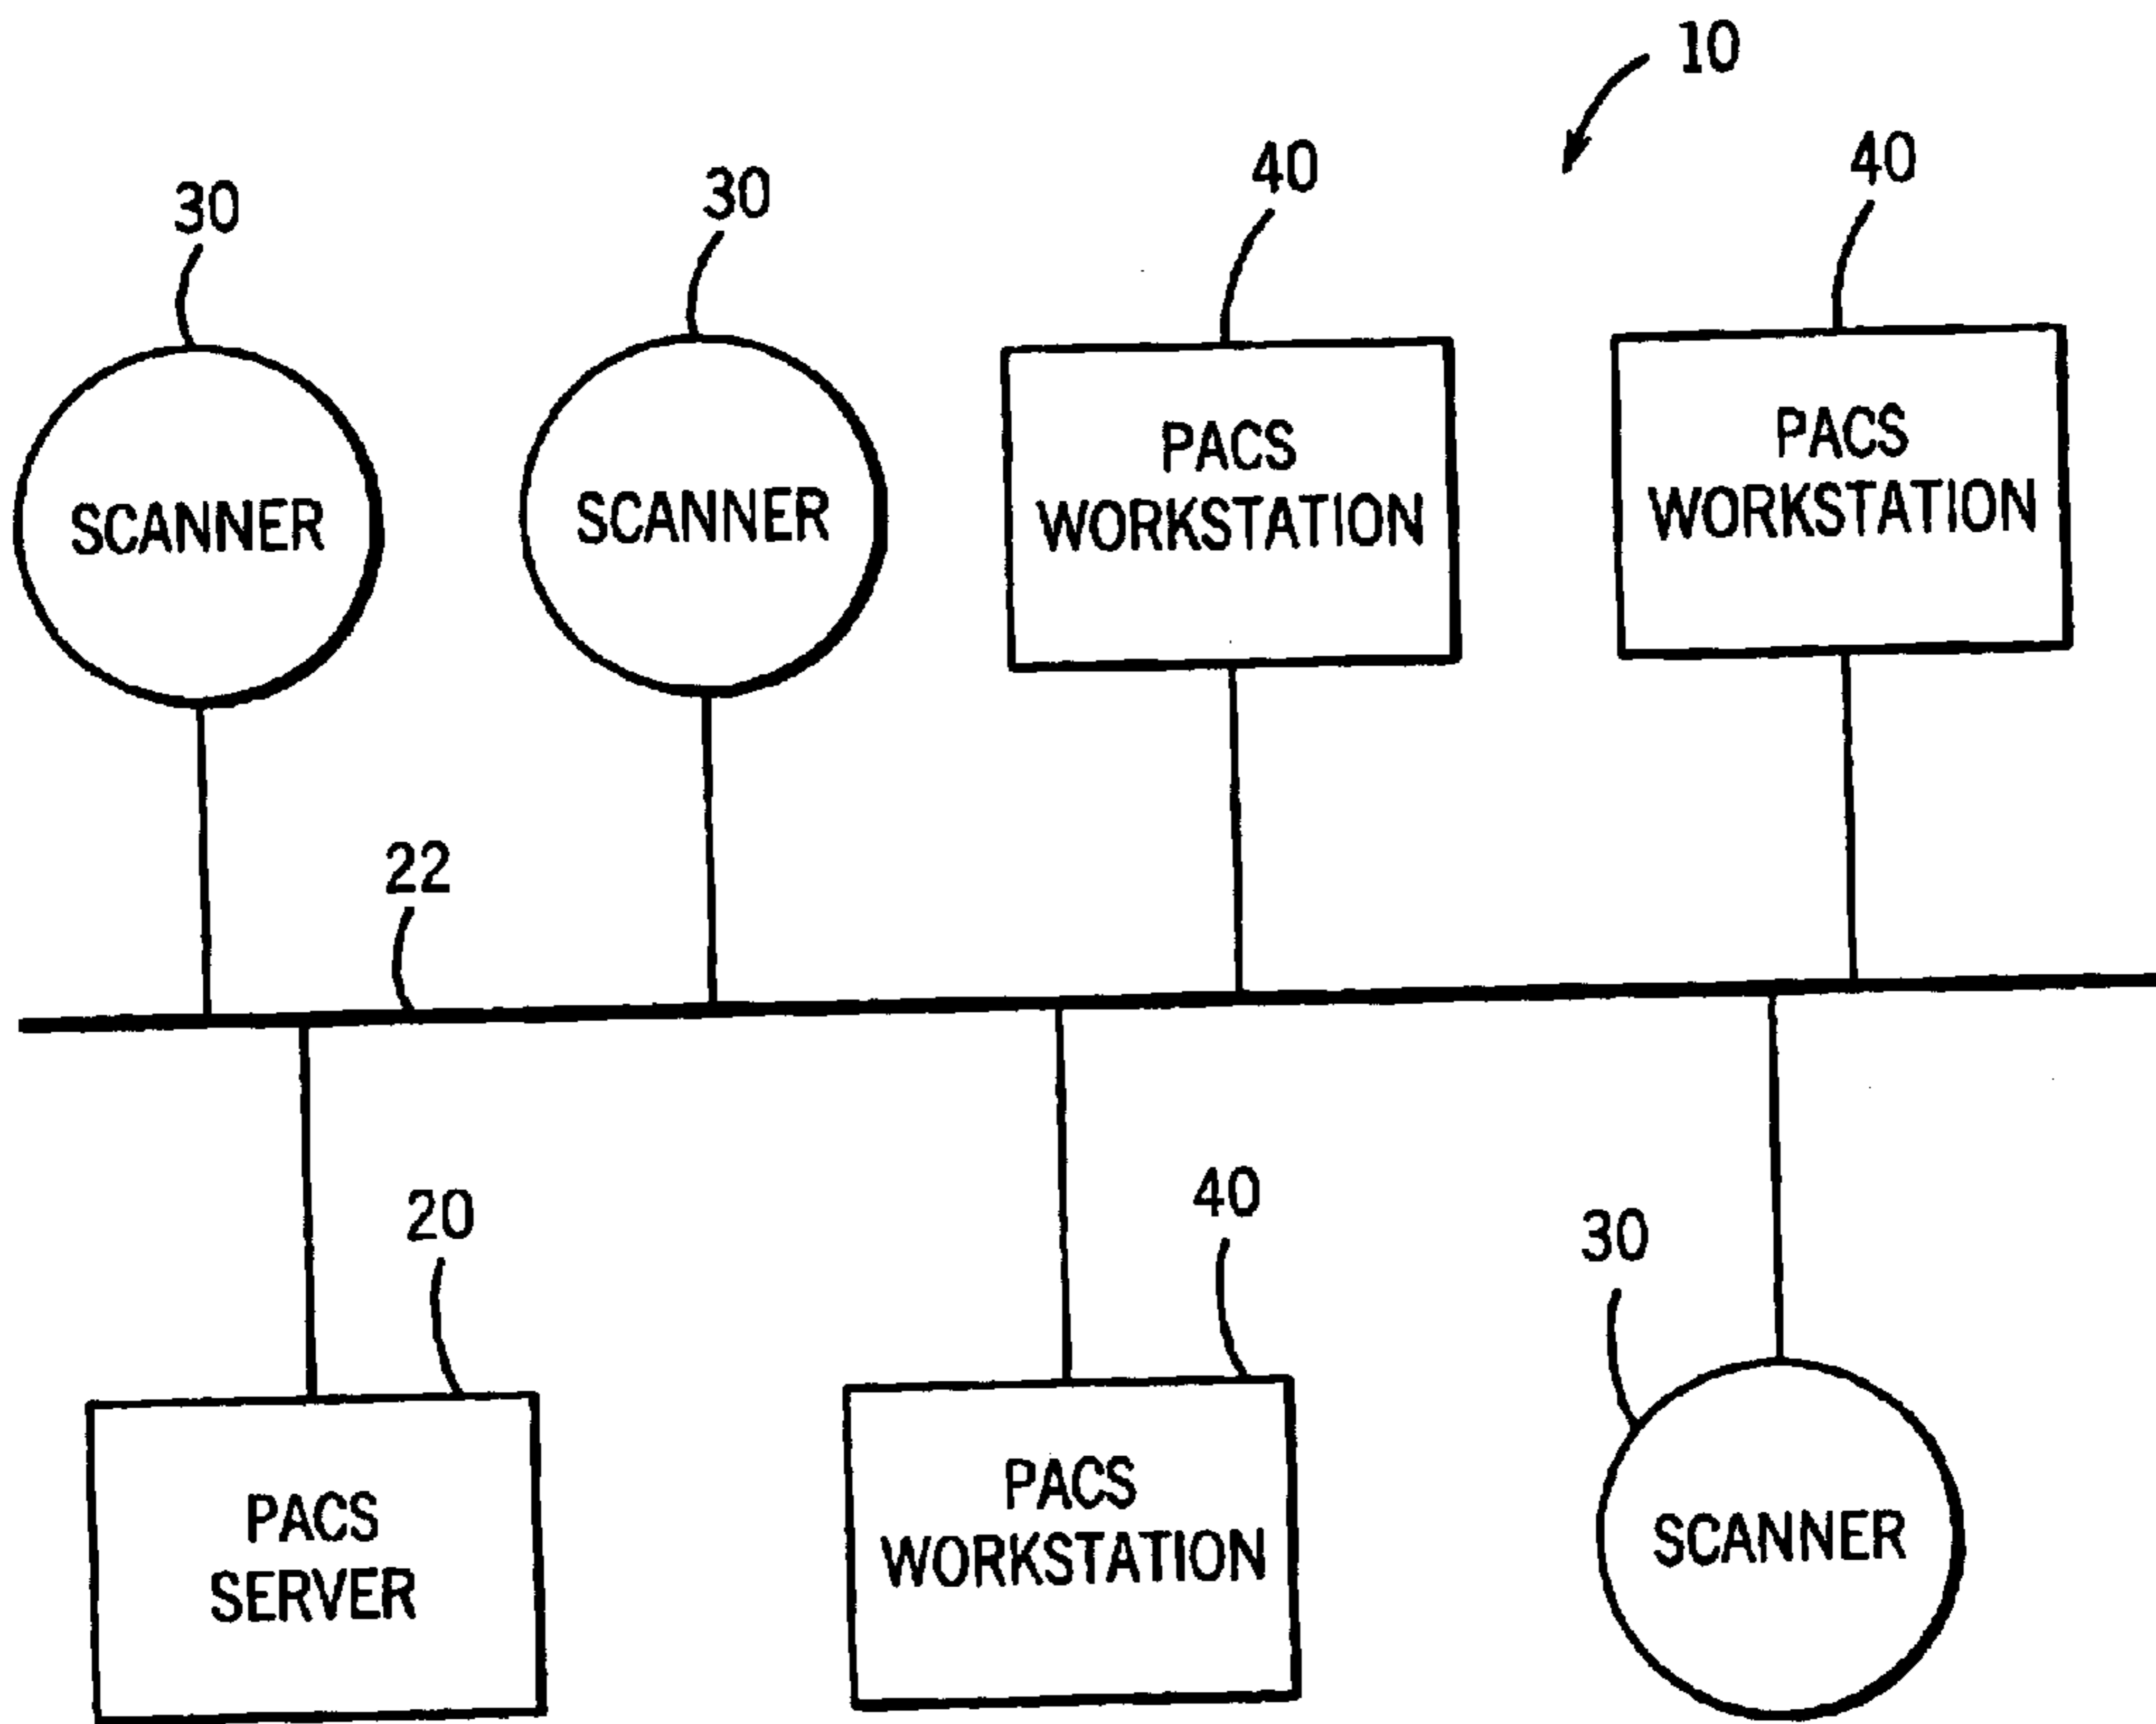 10
30
30
40
40
SCANNER
SCANNER
PACS
WORKSTATION
PACS
WORKSTATION
22
20
40
30
PACS
SERVER
PACS
WORKSTATION
SCANNER